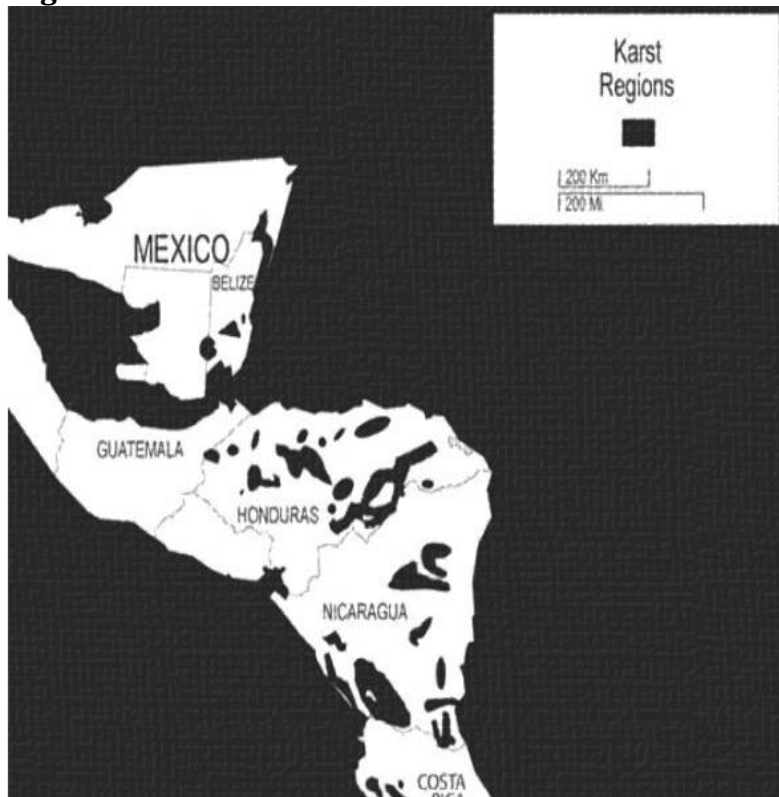 Karst
Regions
200 Km
200 Mi.
MEXICO
BELIZE
GUATEMALA
HONDURAS
NICARAGUA
COSTA